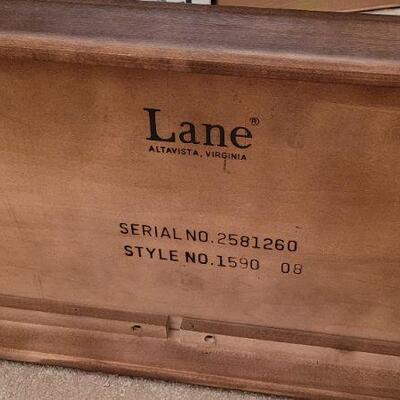 Lane®
ALTAVISTA, VIRGINIA
SERIAL NO. 2581260
STYLE NO. 1590 08